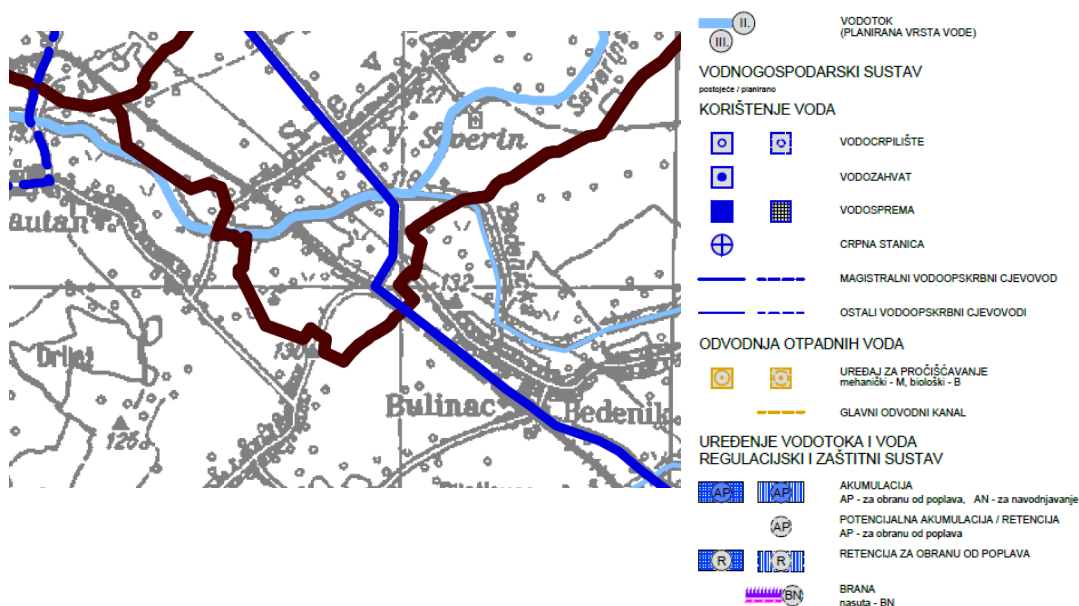 121
V. S
berin
autan
132
Drljež
130
125
Bulinac
Bedenik
II.
III.
VODOTOK
(PLANIRANA VRSTA VODE)
VODNOGOSPODARSKI SUSTAV
postojeće / planirano
KORIŠTENJE VODA
VODOCRPILIŠTE
VODOZAHVAT
VODOSPREMA
CRPNA STANICA
MAGISTRALNI VODOOPSKRBNI CJEVOVOD
OSTALI VODOOPSKRBNI CJEVOVODI
ODVODNJA OTPADNIH VODA
UREĐAJ ZA PROČIŠĆAVANJE
mehanički - M, biološki - B
GLAVNI ODVODNI KANAL
UREĐENJE VODOTOKA I VODA
REGULACIJSKI I ZAŠTITNI SUSTAV
AP AP AKUMULACIJA
AP - za obranu od poplava, AN - za navodnjavanje
AP POTENCIJALNA AKUMULACIJA / RETENCIJA
AP - za obranu od poplava
R R RETENCIJA ZA OBRANU OD POPLAVA
BN BRANA
nasuta - BN